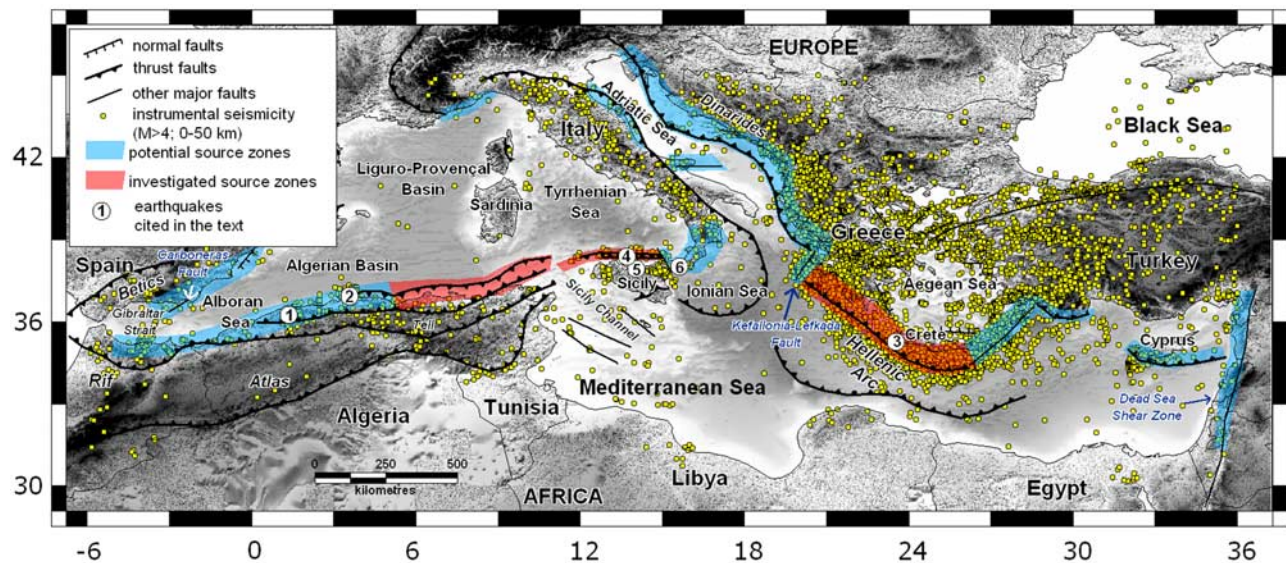 normal faults
thrust faults
other major faults
instrumental seismicity
(M>4; 0-50 km)
potential source zones
investigated source zones
1
earthquakes
cited in the text
EUROPE
Black Sea
Adriatic Sea
Dinarides
Italy
42
Liguro-Provençal
Basin
Sardinia
Tyrrhenian
Sea
Greece
Turkey
Spain
Carboneras
Fault
Betics
Algerian Basin
4
5
6
Sicily
Ionian Sea
Aegean Sea
Alboran
Sea
Gibraltar
Strait
1
2
36
Tell
Sicily
Channel
Kefallonia-Lefkada
Fault
3
Crete
Hellenic
Arc
Cyprus
Rif
Atlas
Mediterranean Sea
Dead Sea
Shear Zone
Algeria
Tunisia
0 250 500
kilometres
30
AFRICA
Libya
Egypt
-6 0 6 12 18 24 30 36